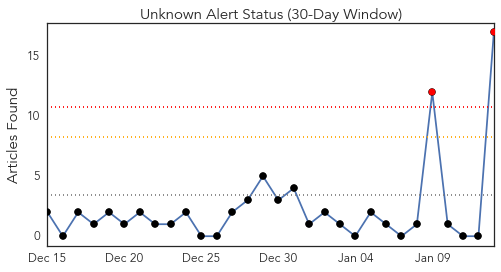 Unknown Alert Status (30-Day Window)
Articles Found
15
10
5
0
Dec 15
Dec 20
Dec 25
Dec 30
Jan 04
Jan 09